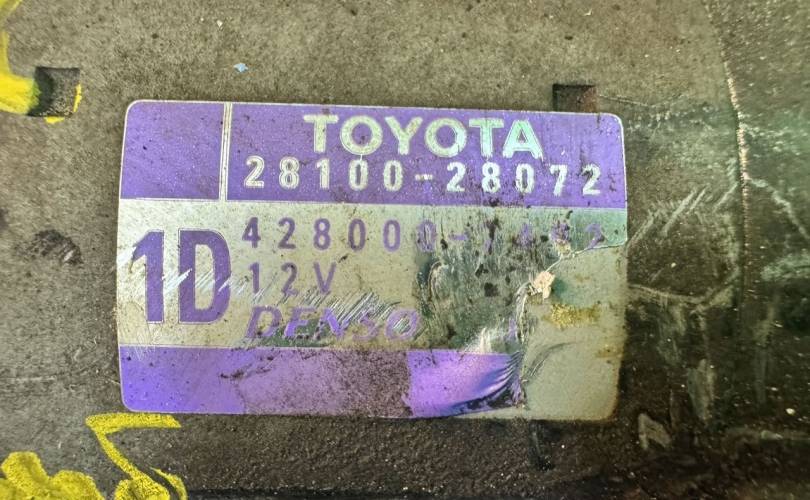 TOYOTA
28100-28072
1D
12V
DENSO